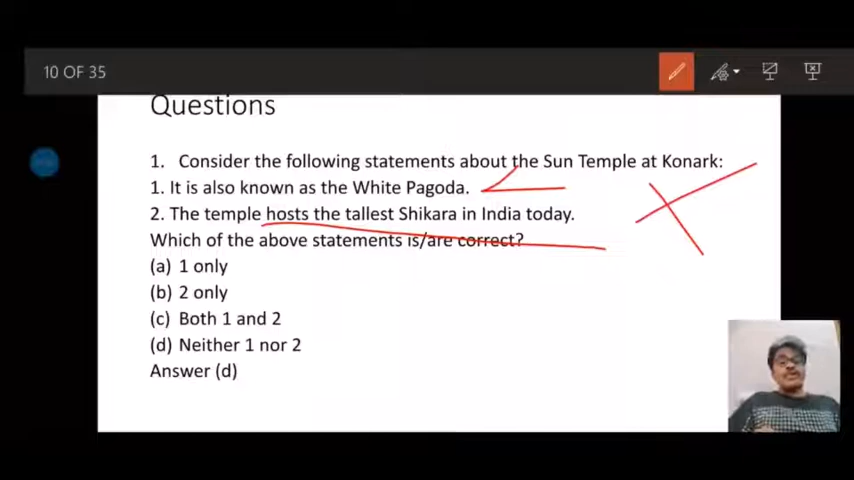 10 OF 35
Questions
1. Consider the following statements about the Sun Temple at Konark:
1. It is also known as the White Pagoda.
2. The temple hosts the tallest Shikara in India today.
Which of the above statements is/are correct?
(a) 1 only
(b) 2 only
(c) Both 1 and 2
(d) Neither 1 nor 2
Answer (d)